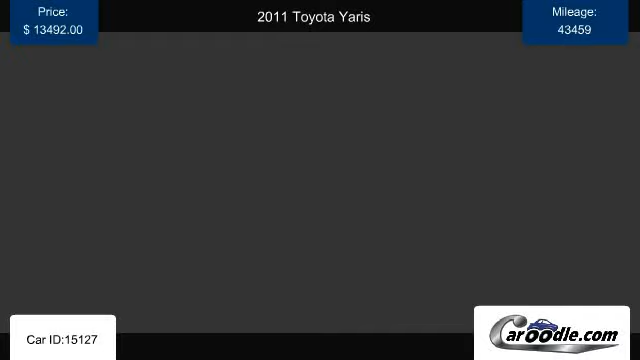 Price:
$ 13492.00
2011 Toyota Yaris
Mileage:
43459
Car ID:15127
Caroodle.com